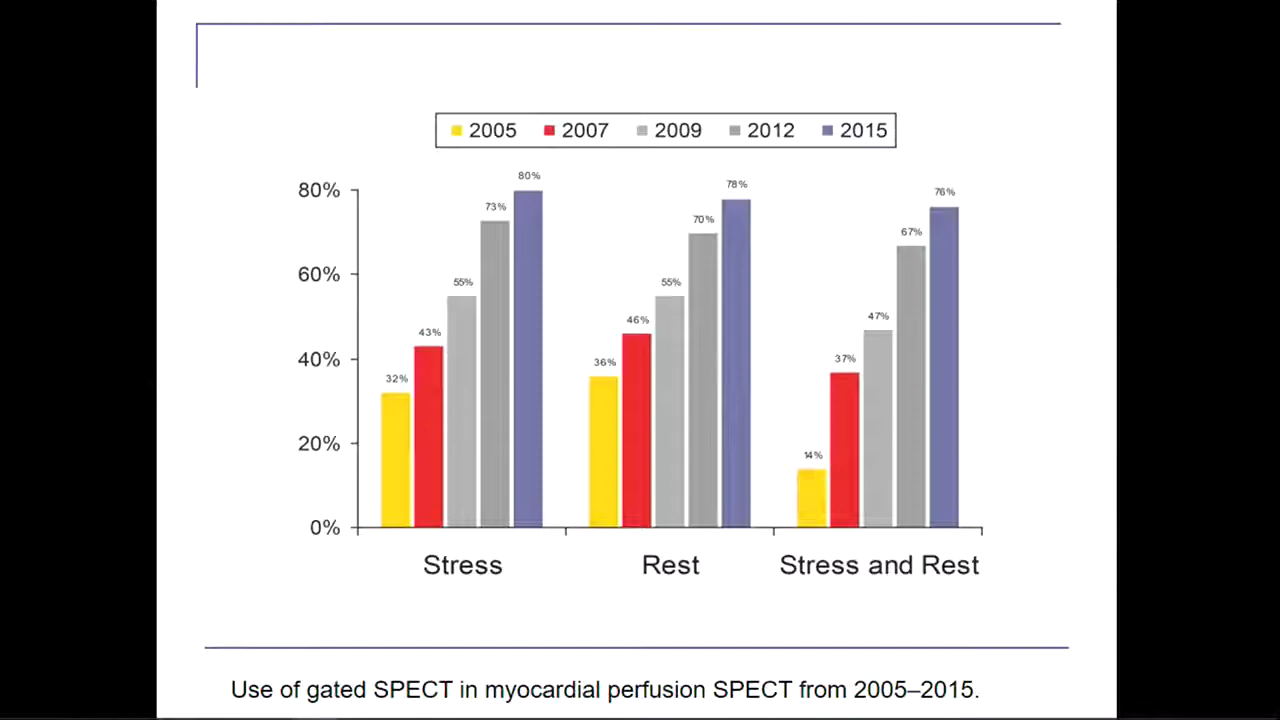 2005 2007 2009 2012 2015
80%
60%
40%
20%
0%
32% 43% 55% 73% 80%
36% 46% 55% 70% 78%
14% 37% 47% 67% 76%
Stress Rest Stress and Rest
Use of gated SPECT in myocardial perfusion SPECT from 2005–2015.